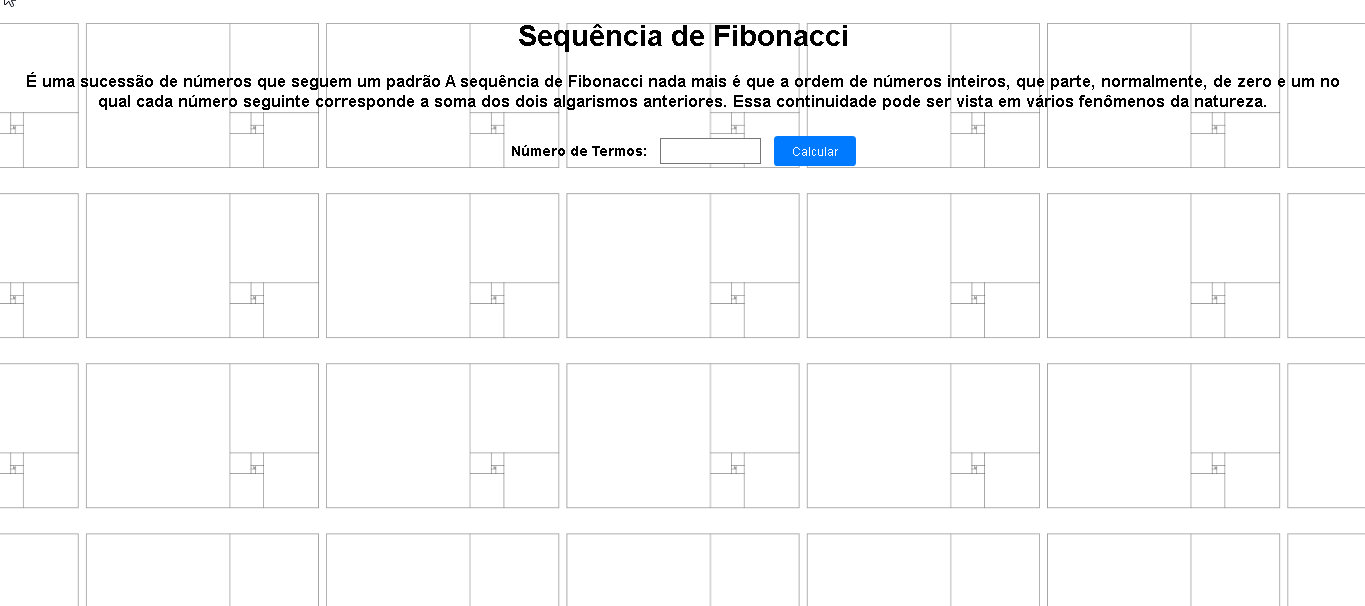 Sequência de Fibonacci
É uma sucessão de números que seguem um padrão A sequência de Fibonacci nada mais é que a ordem de números inteiros, que parte, normalmente, de zero e um no
qual cada número seguinte corresponde a soma dos dois algarismos anteriores. Essa continuidade pode ser vista em vários fenômenos da natureza.
Número de Termos: Calcular